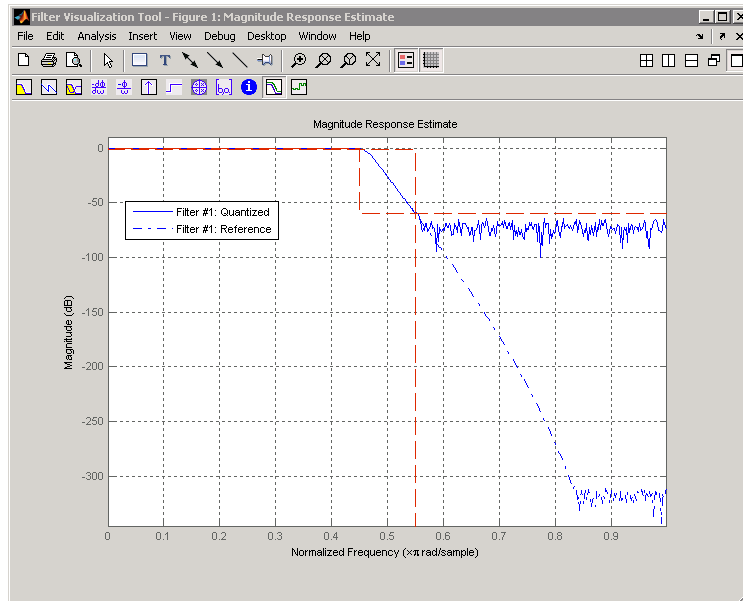 Filter Visualization Tool - Figure 1: Magnitude Response Estimate
File Edit Analysis Insert View Debug Desktop Window Help
Magnitude Response Estimate
0
-50
-100
-150
-200
-250
-300
Magnitude (dB)
Filter #1: Quantized
Filter #1: Reference
0 0.1 0.2 0.3 0.4 0.5 0.6 0.7 0.8 0.9
Normalized Frequency (×π rad/sample)